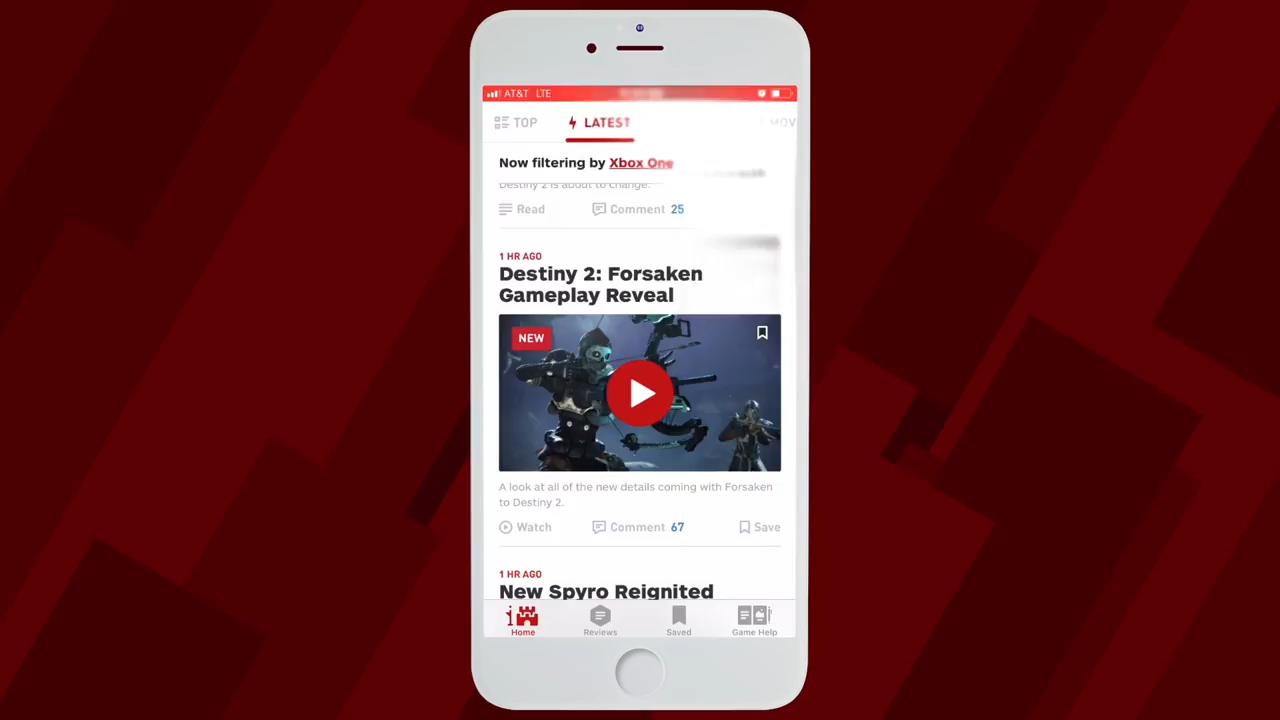 AT&T LTE
TOP
LATEST
MOV
Now filtering by Xbox One
Destiny 2 is about to change.
Read
Comment 25
1 HR AGO
Destiny 2: Forsaken
Gameplay Reveal
NEW
A look at all of the new details coming with Forsaken
to Destiny 2.
Watch
Comment 67
Save
1 HR AGO
New Spyro Reignited
Home
Reviews
Saved
Game Help